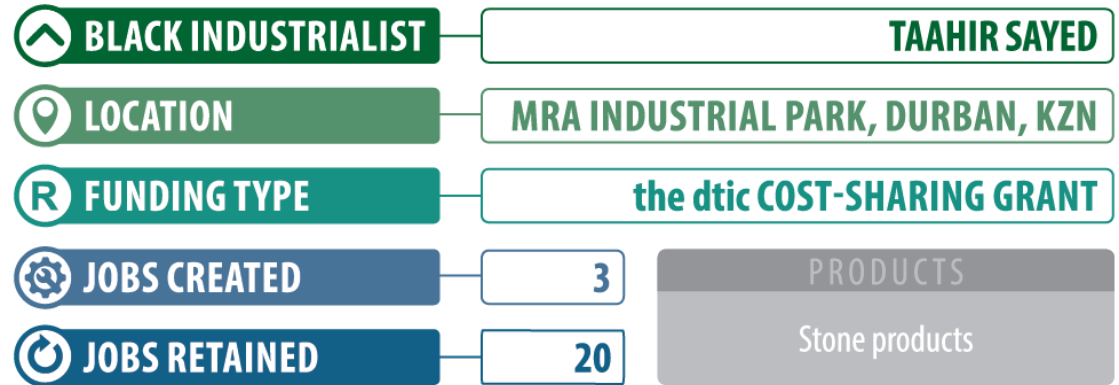 BLACK INDUSTRIALIST
TAAHIR SAYED
LOCATION
MRA INDUSTRIAL PARK, DURBAN, KZN
R FUNDING TYPE
the dtic COST-SHARING GRANT
JOBS CREATED
3
JOBS RETAINED
20
PRODUCTS
Stone products